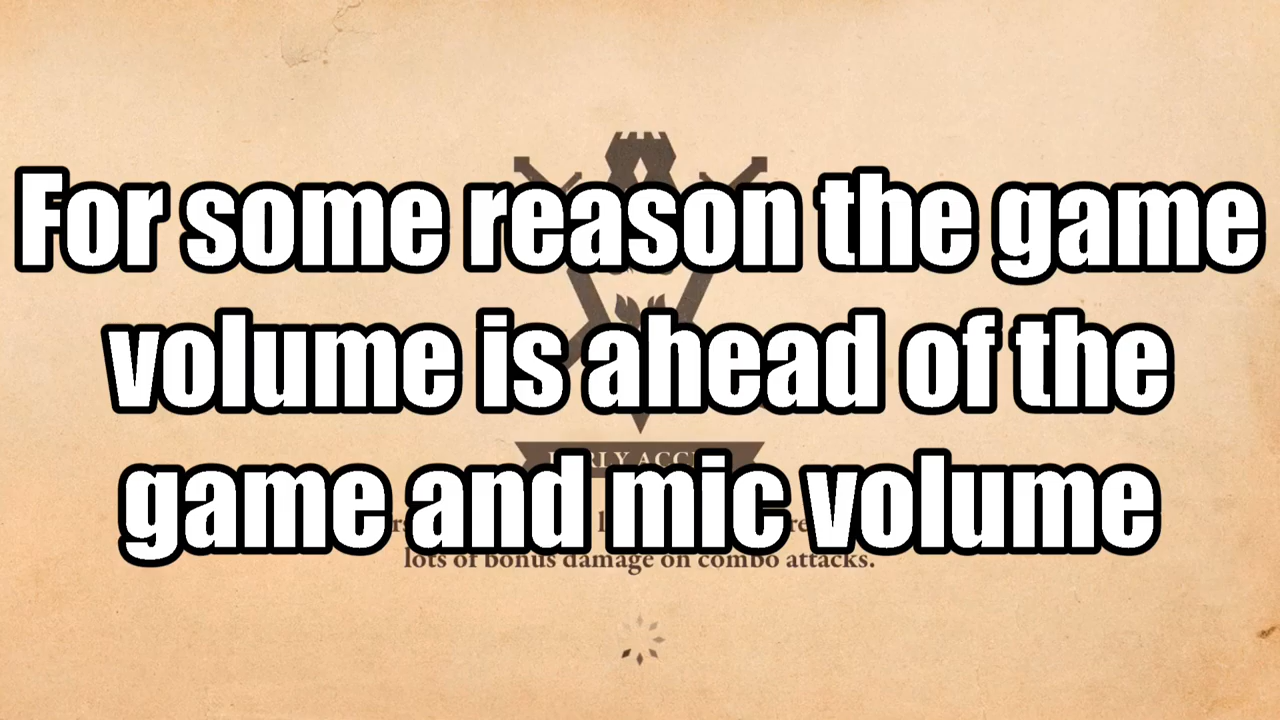 For some reason the game
volume is ahead of the
game and mic volume
lots of bonus damage on combo attacks.